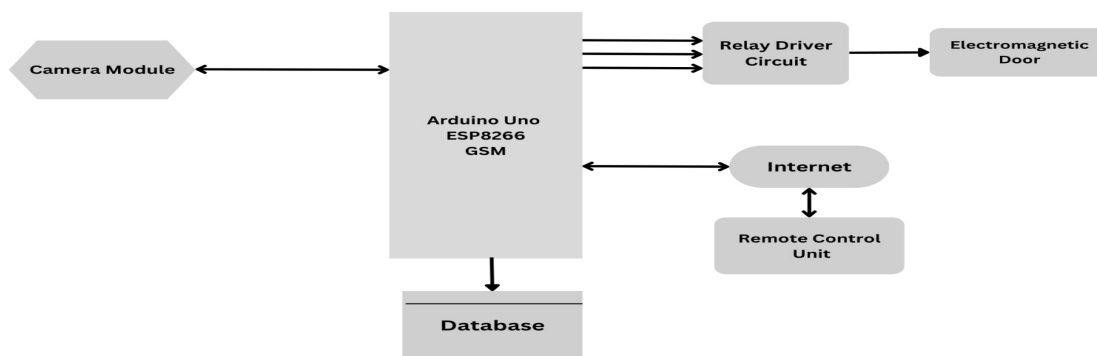 Camera Module
Arduino Uno
ESP8266
GSM
Relay Driver
Circuit
Electromagnetic
Door
Internet
Remote Control
Unit
Database